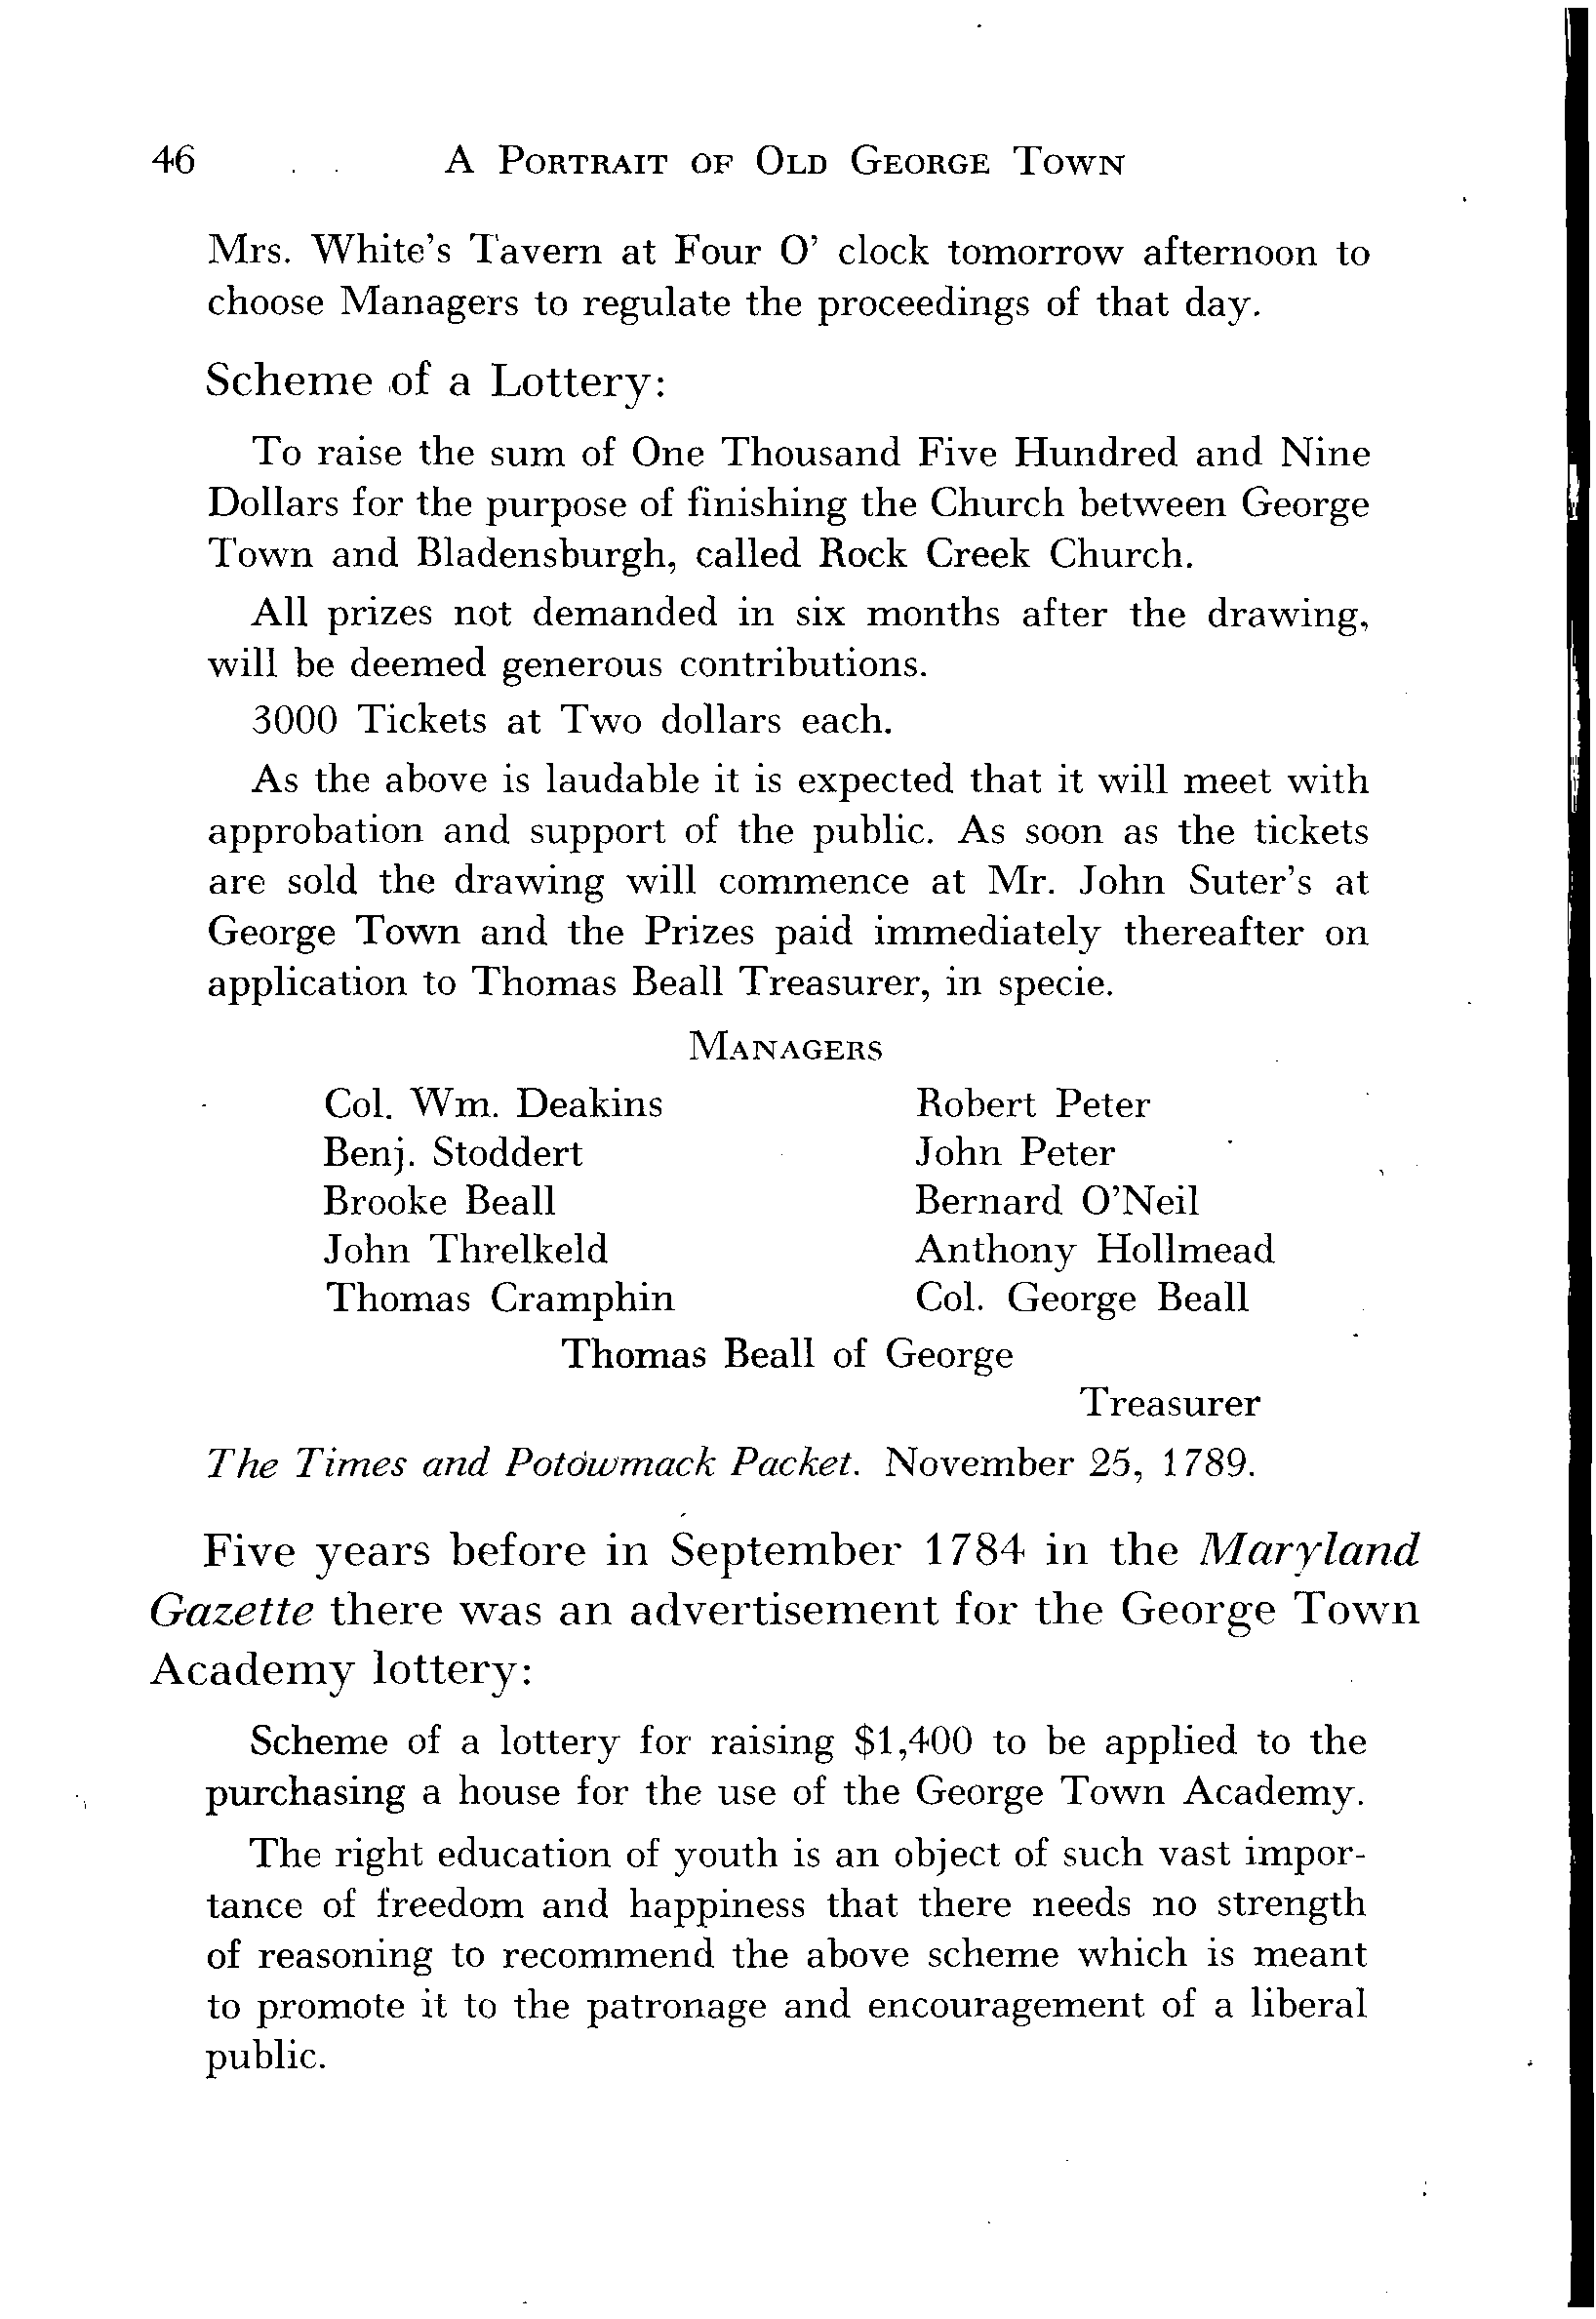 46 A PORTRAIT OF OLD GEORGE TOWN
Mrs. White's Tavern at Four O' clock tomorrow afternoon to
choose Managers to regulate the proceedings of that day.
Scheme of a Lottery:
To raise the sum of One Thousand Five Hundred and Nine
Dollars for the purpose of finishing the Church between George
Town and Bladensburgh, called Rock Creek Church.
All prizes not demanded in six months after the drawing,
will be deemed generous contributions.
3000 Tickets at Two dollars each.
As the above is laudable it is expected that it will meet with
approbation and support of the public. As soon as the tickets
are sold the drawing will commence at Mr. John Suter's at
George Town and the Prizes paid immediately thereafter on
application to Thomas Beall Treasurer, in specie.
MANAGERS
Col. Wm. Deakins Robert Peter
Benj. Stoddert John Peter
Brooke Beall Bernard O'Neil
John Threlkeld Anthony Hollmead
Thomas Cramphin Col. George Beall
Thomas Beall of George
Treasurer
The Times and Potowmack Packet. November 25, 1789.
Five years before in September 1784 in the Maryland
Gazette there was an advertisement for the George Town
Academy lottery:
Scheme of a lottery for raising $1,400 to be applied to the
purchasing a house for the use of the George Town Academy.
The right education of youth is an object of such vast impor-
tance of freedom and happiness that there needs no strength
of reasoning to recommend the above scheme which is meant
to promote it to the patronage and encouragement of a liberal
public.